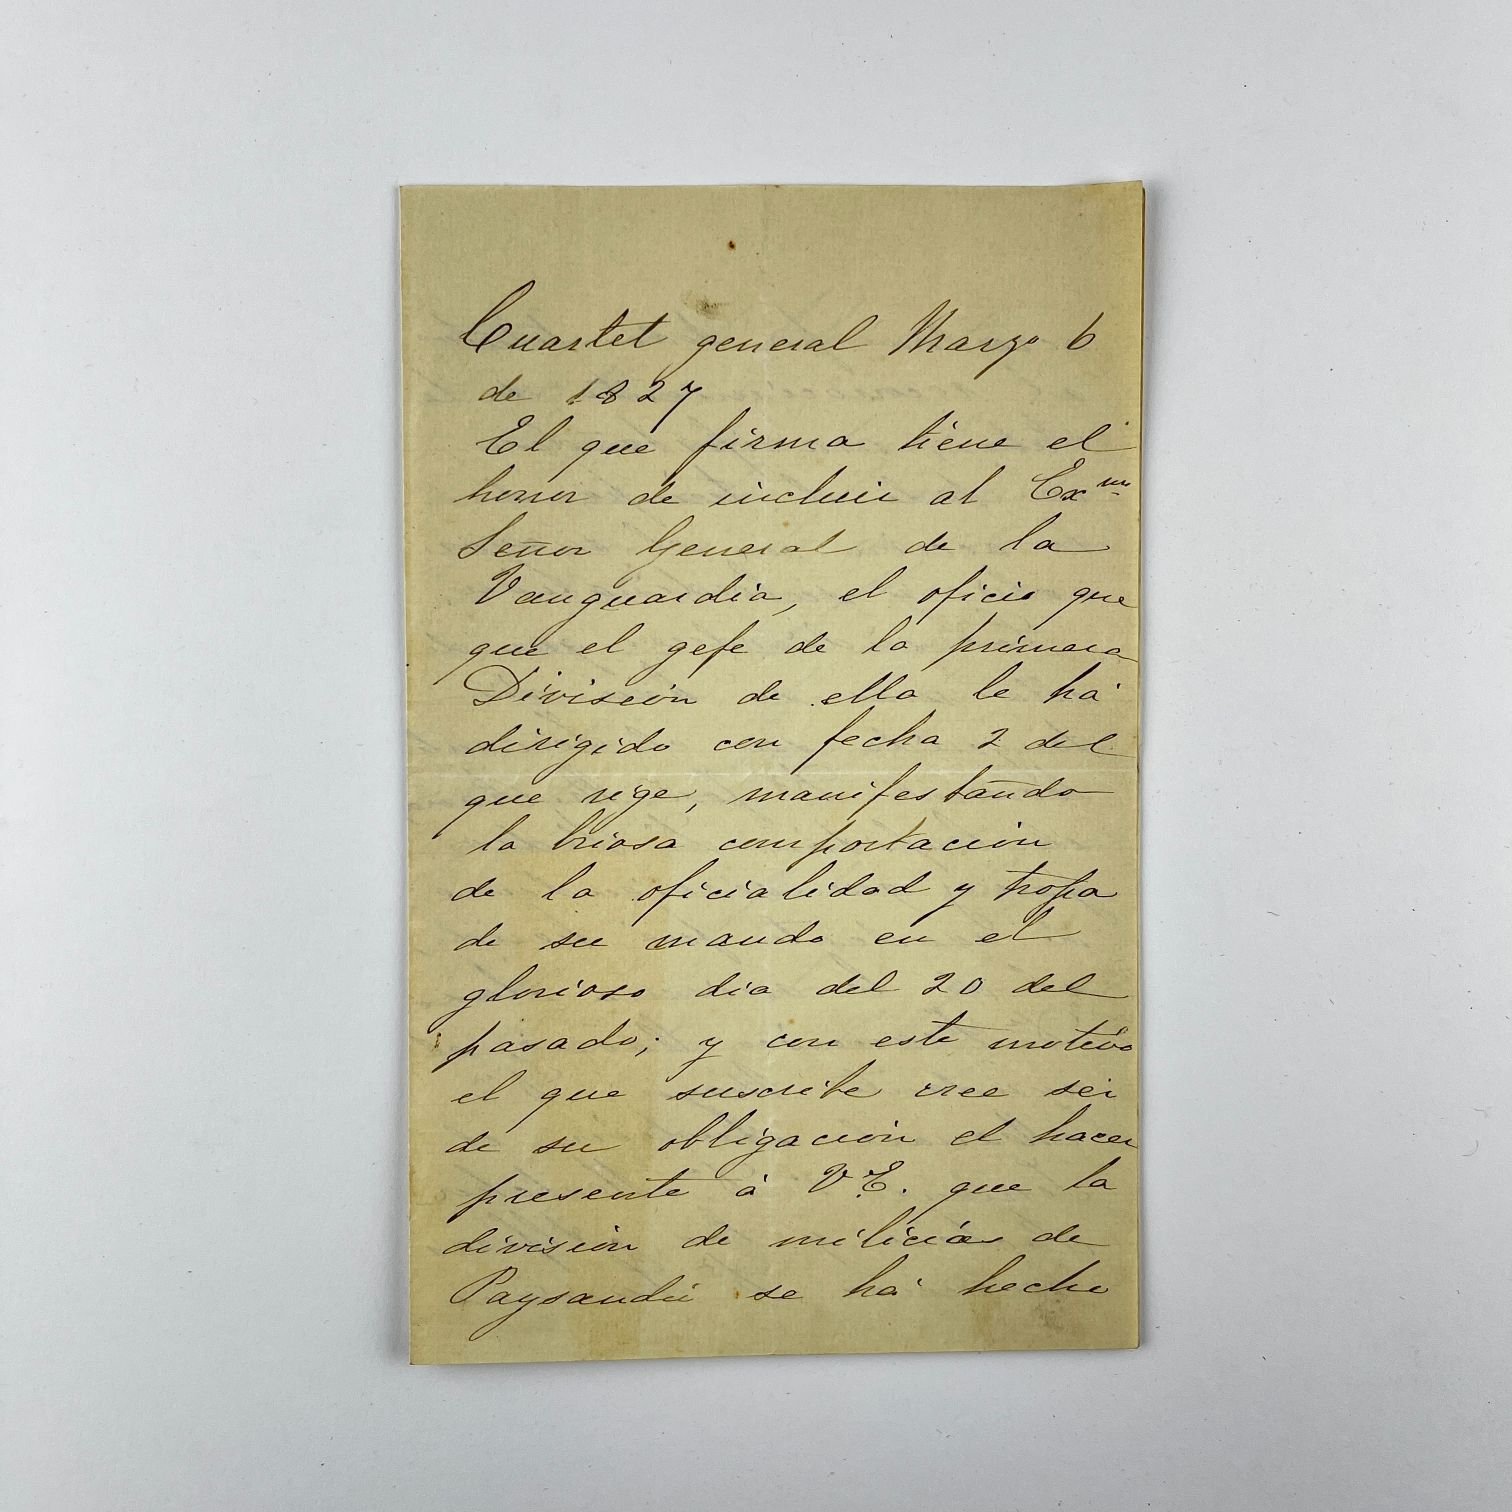 Cuartel general Marzo 6
de 1827
El que firma tiene el
honor de incluir al Exmo
Señor General de la
Vanguardia, el oficio que
que el gefe de la primera
División de ella le há
dirigido con fecha 2 del
que rige, manifestando
la briosa comportación
de la oficialidad y tropa
de su mando en el
glorioso dia del 20 del
pasado; y con este motivo
el que suscribe cree ser
de su obligación el hacer
presente á V.E. que la
división de milicias de
Paysandú se há hecho